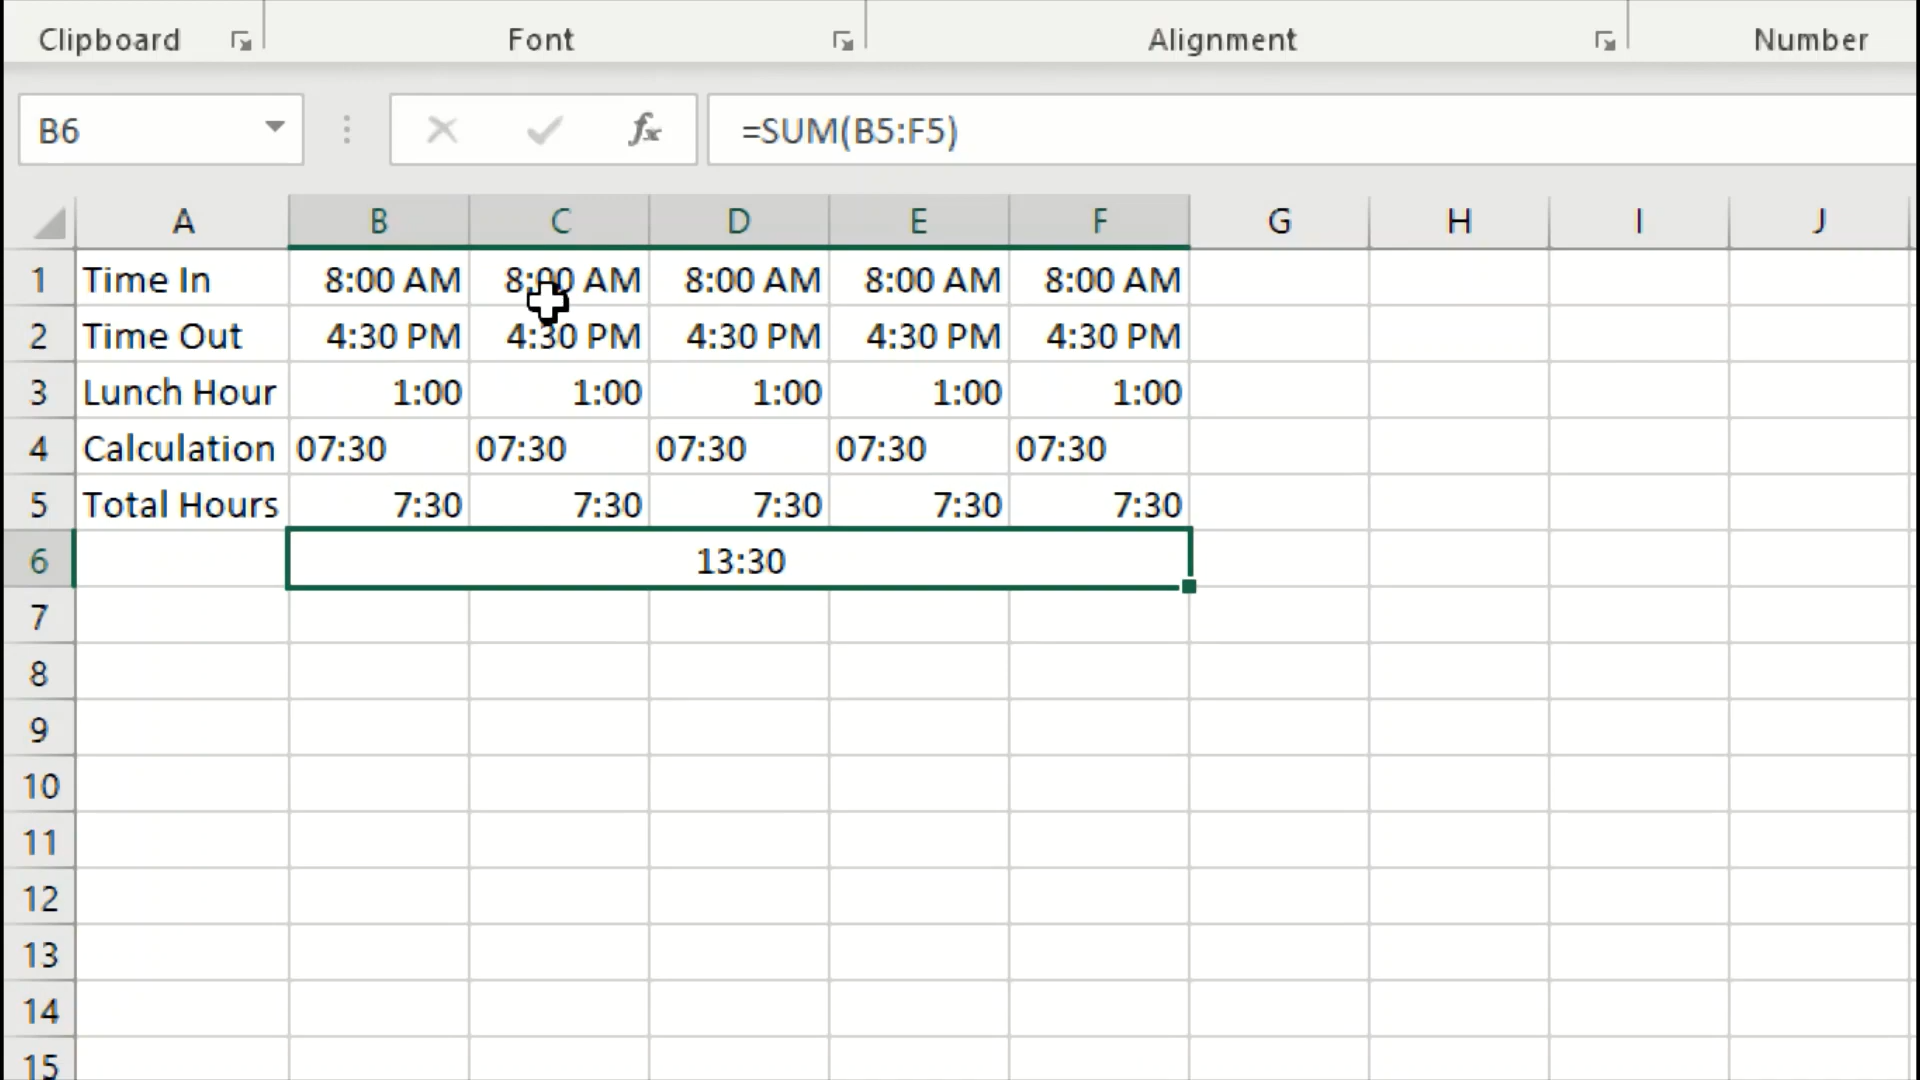 Clipboard Font Alignment Number
B6 fx =SUM(B5:F5)
A B C D E F G H I J
1 Time In 8:00 AM 8:00 AM 8:00 AM 8:00 AM 8:00 AM
2 Time Out 4:30 PM 4:30 PM 4:30 PM 4:30 PM 4:30 PM
3 Lunch Hour 1:00 1:00 1:00 1:00 1:00
4 Calculation 07:30 07:30 07:30 07:30 07:30
5 Total Hours 7:30 7:30 7:30 7:30 7:30
6 13:30
7
8
9
10
11
12
13
14
15